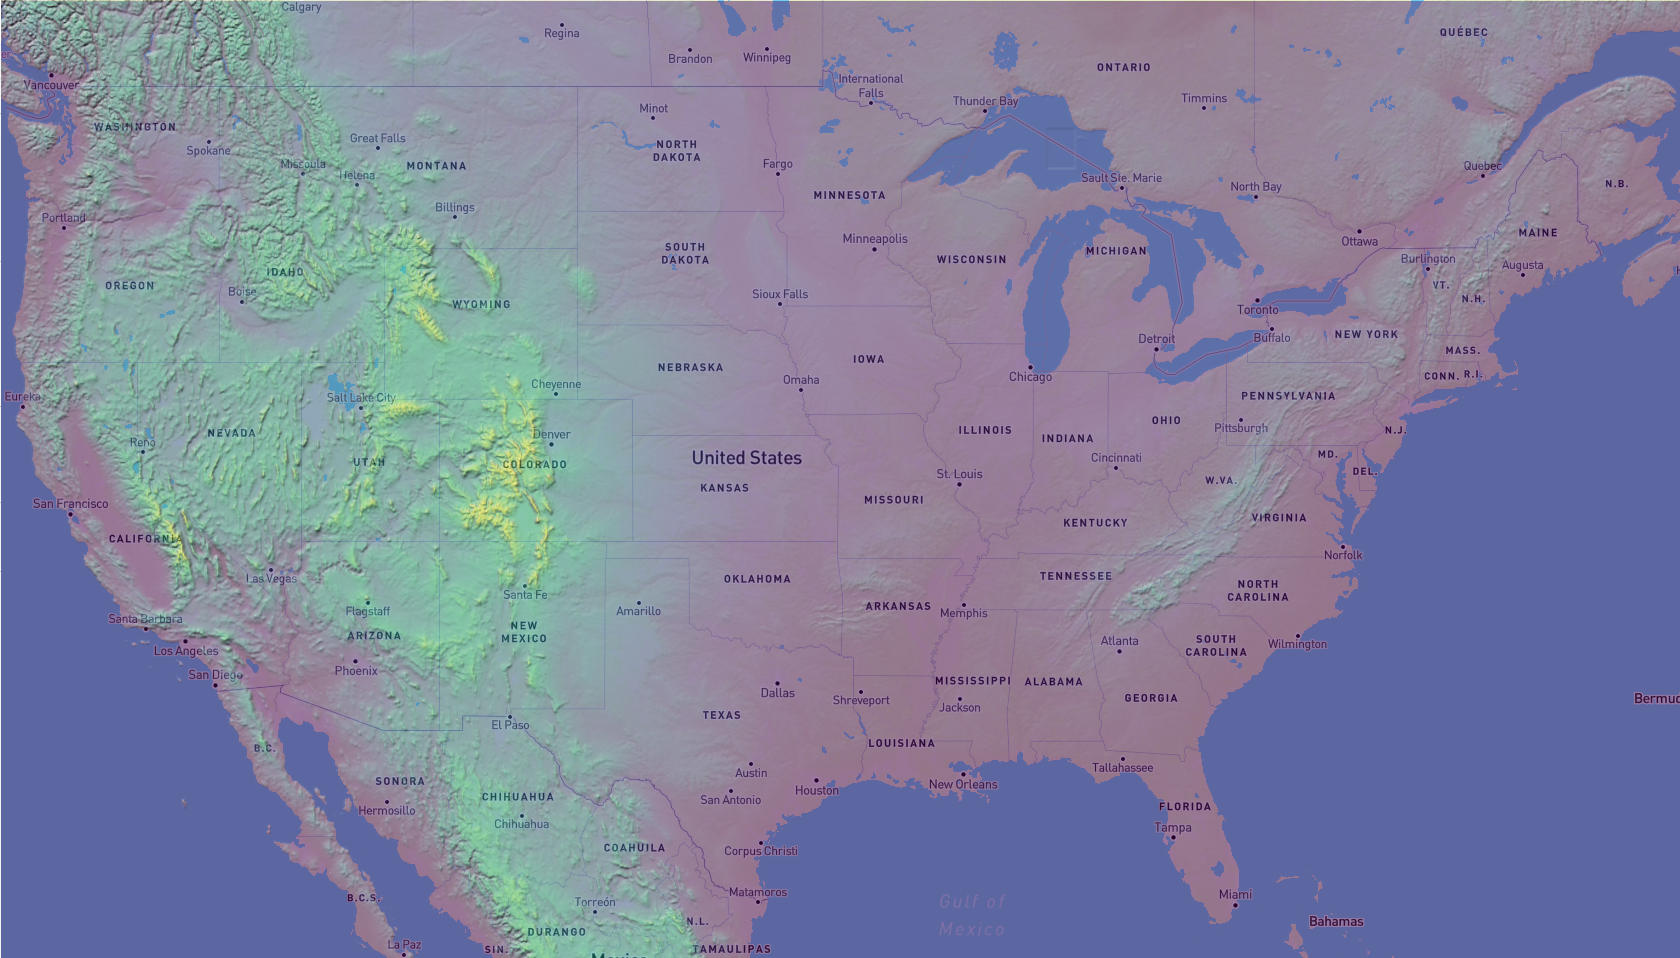 Calgary
Regina
Brandon
Winnipeg
QUÉBEC
ONTARIO
Vancouver
International
Falls
Thunder Bay
Timmins
Minot
WASHINGTON
Spokane
Great Falls
MONTANA
Missoula
Helena
NORTH
DAKOTA
Fargo
Sault Ste. Marie
North Bay
Quebec
N.B.
MINNESOTA
Billings
Portland
Minneapolis
SOUTH
DAKOTA
WISCONSIN
MICHIGAN
Ottawa
MAINE
Burlington
Augusta
VT.
N.H.
OREGON
IDAHO
Boise
WYOMING
Sioux Falls
Toronto
Buffalo
NEW YORK
Detroit
MASS.
CONN.
R.I.
NEBRASKA
IOWA
Omaha
Chicago
Cheyenne
Eureka
Salt Lake City
PENNSYLVANIA
NEVADA
Reno
UTAH
Denver
COLORADO
United States
KANSAS
ILLINOIS
INDIANA
OHIO
Pittsburgh
N.J.
MD.
DEL.
Cincinnati
St. Louis
W.VA.
MISSOURI
KENTUCKY
VIRGINIA
Norfolk
San Francisco
CALIFORNIA
Las Vegas
Santa Fe
OKLAHOMA
TENNESSEE
NORTH
CAROLINA
Flagstaff
Amarillo
ARKANSAS
Memphis
Santa Barbara
Los Angeles
ARIZONA
NEW
MEXICO
Atlanta
SOUTH
CAROLINA
Wilmington
San Diego
Phoenix
Dallas
Shreveport
MISSISSIPPI
ALABAMA
GEORGIA
Jackson
Bermuc
El Paso
TEXAS
LOUISIANA
B.C.
Austin
San Antonio
Houston
New Orleans
Tallahassee
SONORA
Hermosillo
CHIHUAHUA
Chihuahua
FLORIDA
Tampa
COAHUILA
Corpus Christi
Matamoros
Miami
B.C.S.
Torreón
Gulf of
Mexico
N.L.
Bahamas
DURANGO
La Paz
SIN.
TAMAULIPAS